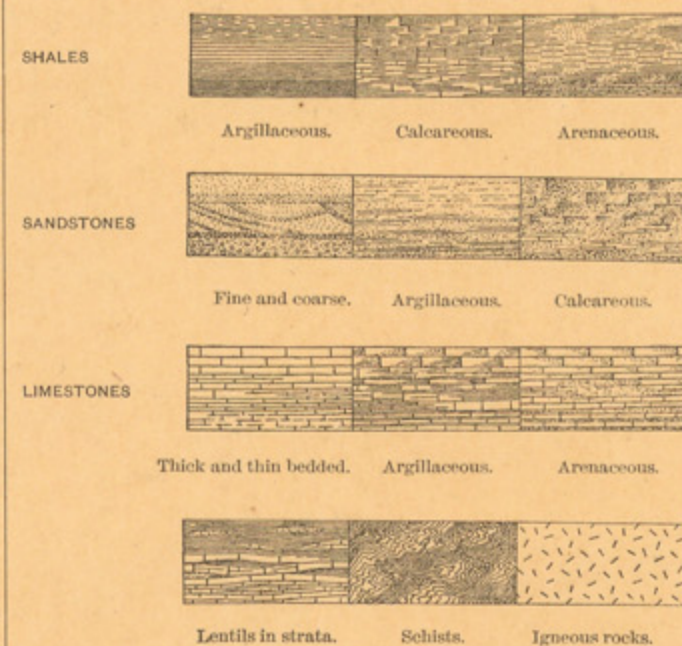 SHALES
Argillaceous. Calcareous. Arenaceous.
SANDSTONES
Fine and coarse. Argillaceous. Calcareous.
LIMESTONES
Thick and thin bedded. Argillaceous. Arenaceous.
Lentils in strata. Schists. Igneous rocks.